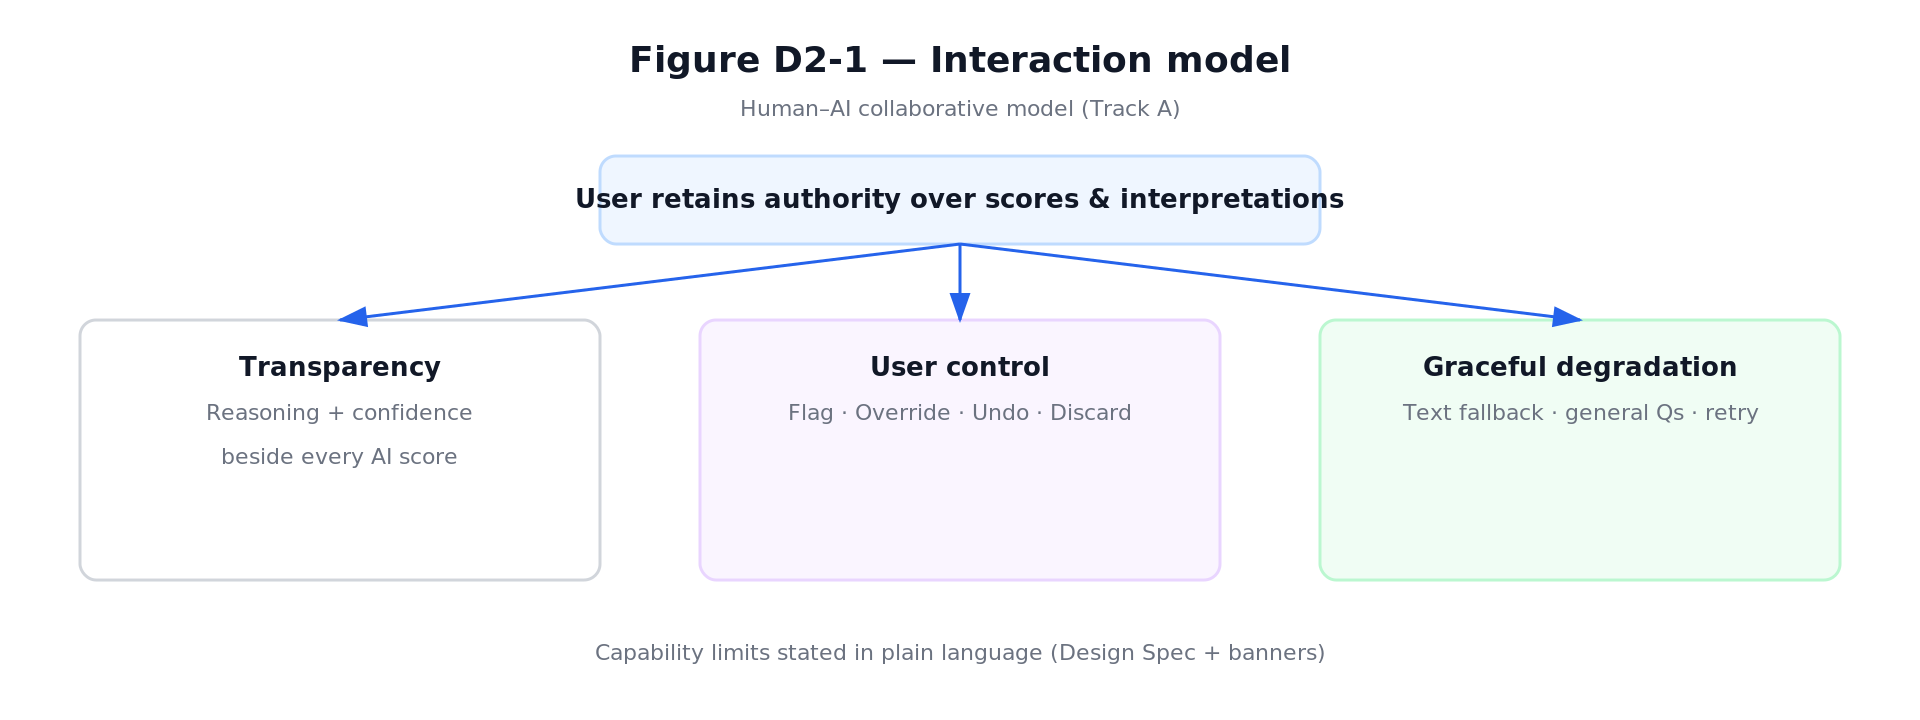 Figure D2-1 — Interaction model
Human–AI collaborative model (Track A)
User retains authority over scores & interpretations
Transparency
Reasoning + confidence
beside every AI score
User control
Flag · Override · Undo · Discard
Graceful degradation
Text fallback · general Qs · retry
Capability limits stated in plain language (Design Spec + banners)